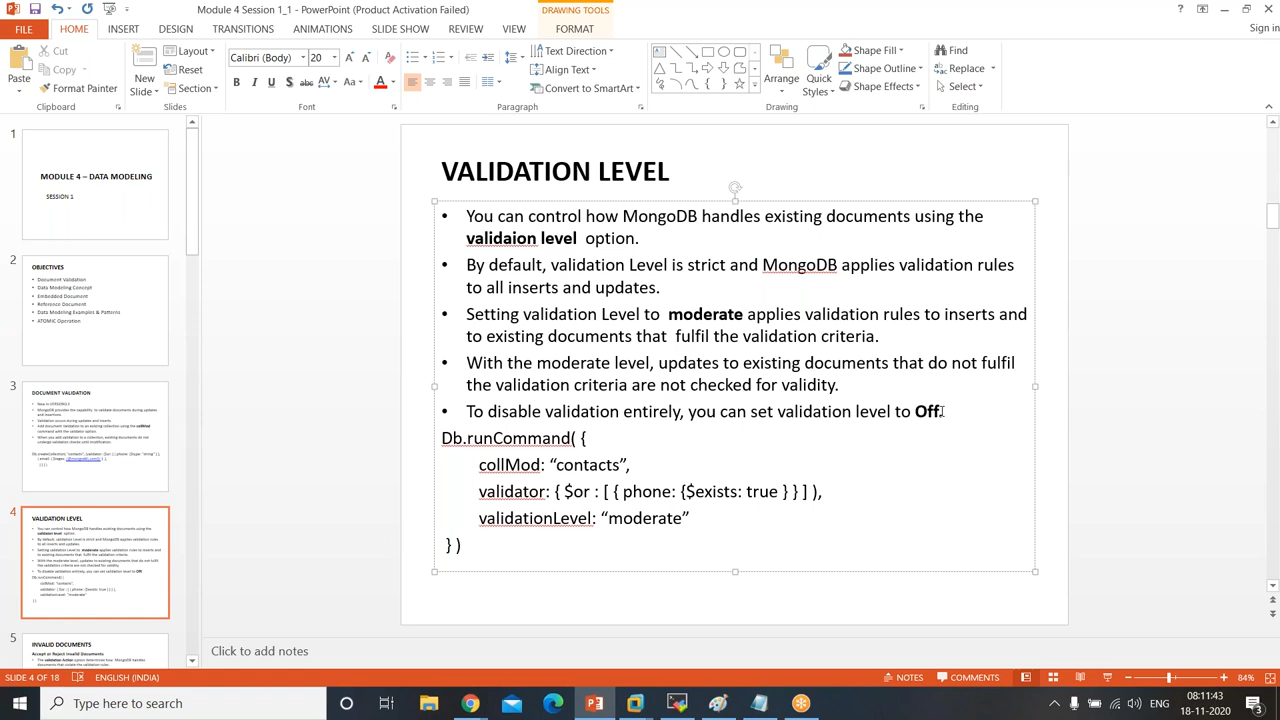 Module 4 Session 1_1 - PowerPoint (Product Activation Failed)
DRAWING TOOLS
Sign in
FILE HOME INSERT DESIGN TRANSITIONS ANIMATIONS SLIDE SHOW REVIEW VIEW FORMAT
Paste
Cut
Copy
Format Painter
Clipboard
New
Slide
Layout
Reset
Section
Slides
Calibri (Body) 20
Font
Text Direction
Align Text
Convert to SmartArt
Paragraph
Arrange
Quick
Styles
Shape Fill
Shape Outline
Shape Effects
Drawing
Find
Replace
Select
Editing
1
MODULE 4 – DATA MODELING
SESSION 1
2
OBJECTIVES
• Document Validation
• Data Modeling Concept
• Embedded Document
• Reference Document
• Data Modeling Examples & Patterns
• ATOMIC Operation
3
DOCUMENT VALIDATION
4
VALIDATION LEVEL
5
INVALID DOCUMENTS
Accept or Reject Invalid Documents
VALIDATION LEVEL
• You can control how MongoDB handles existing documents using the
validaion level option.
• By default, validation Level is strict and MongoDB applies validation rules
to all inserts and updates.
• Setting validation Level to moderate applies validation rules to inserts and
to existing documents that fulfil the validation criteria.
• With the moderate level, updates to existing documents that do not fulfil
the validation criteria are not checked for validity.
• To disable validation entirely, you can set validation level to Off.
Db.runCommand( {
collMod: “contacts”,
validator: { $or : [ { phone: {$exists: true } } ] ),
validationLevel: “moderate”
} )
Click to add notes
SLIDE 4 OF 18 ENGLISH (INDIA) NOTES COMMENTS 84%
Type here to search
08:11:43
18-11-2020
3